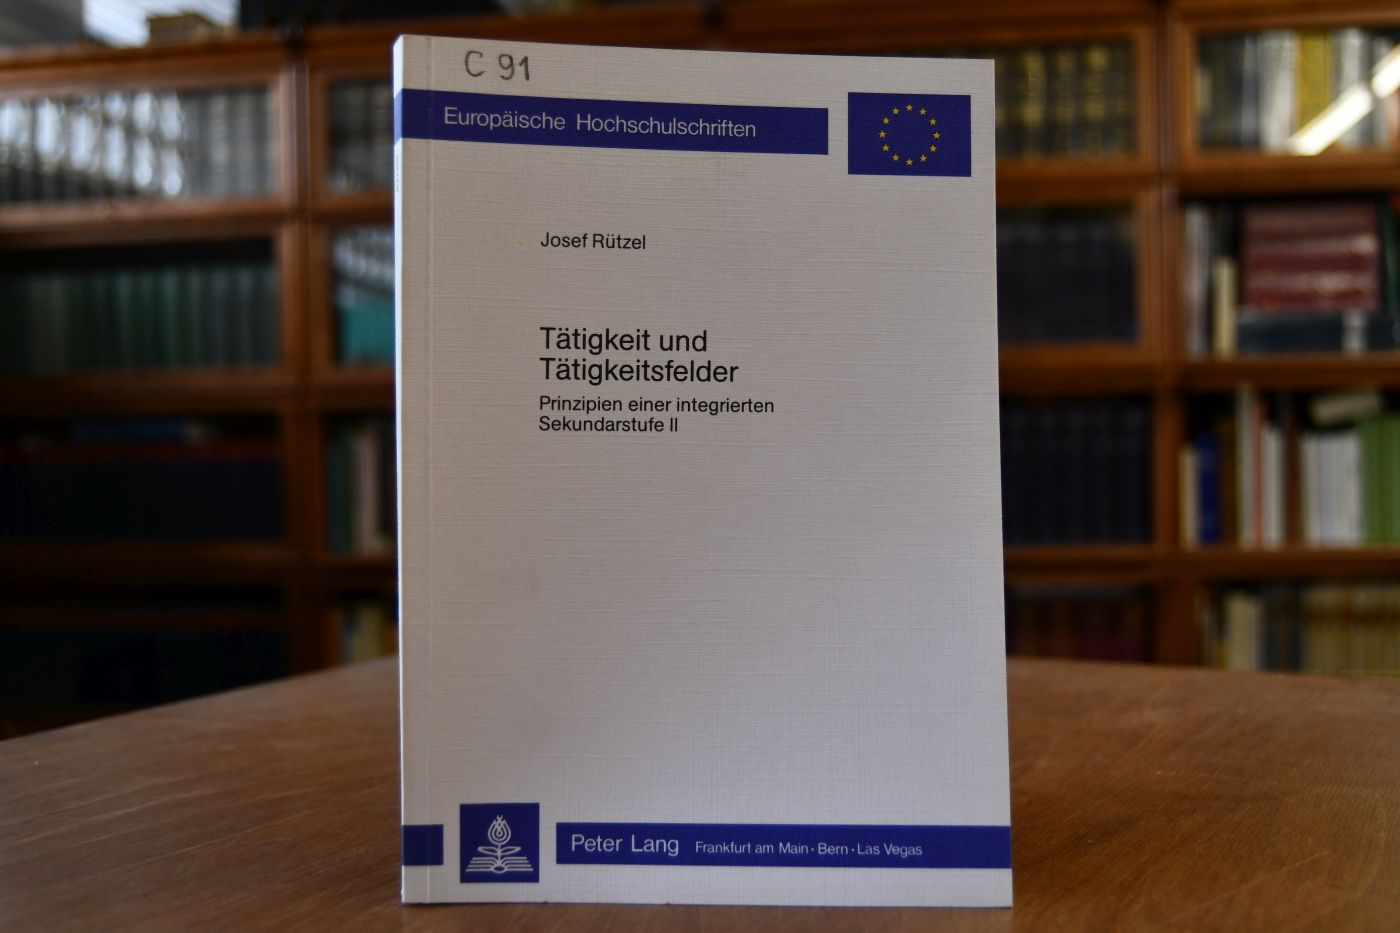 C 91
Europäische Hochschulschriften
Josef Rützel
Tätigkeit und
Tätigkeitsfelder
Prinzipien einer integrierten
Sekundarstufe II
Peter Lang Frankfurt am Main · Bern · Las Vegas